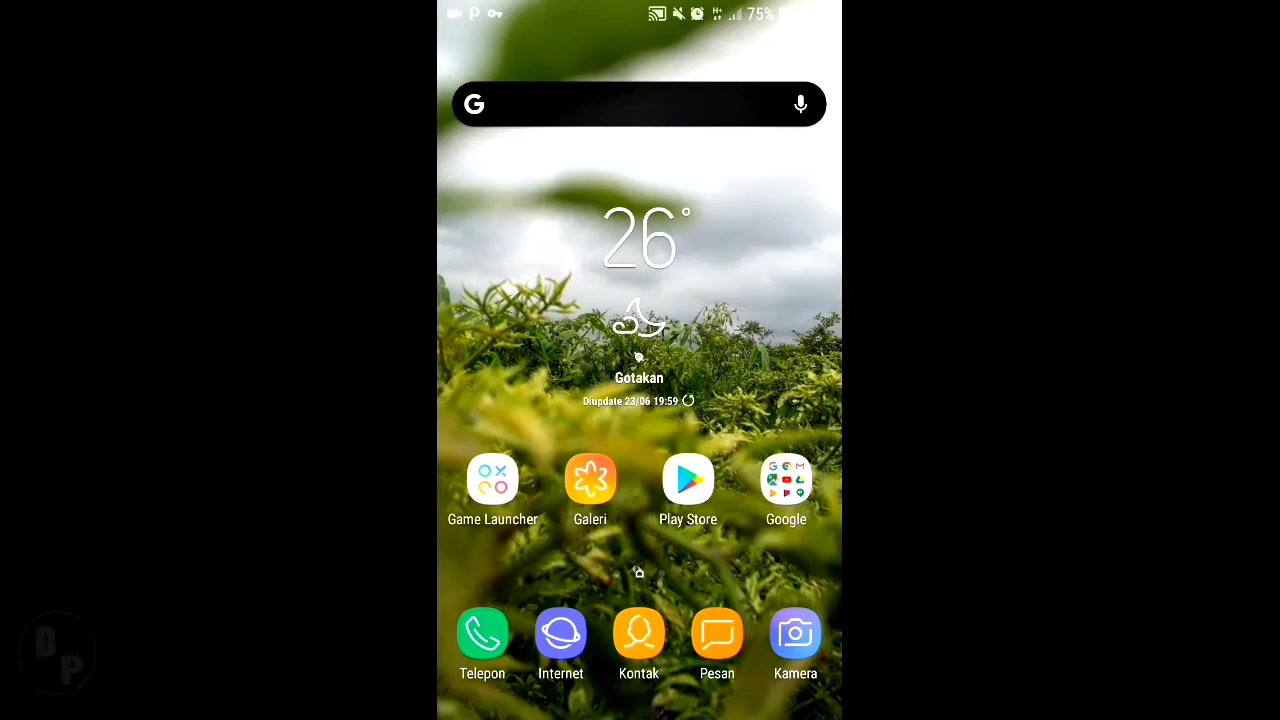 P H+ 75%
G
26°
Gotakan
Diupdate 23/06 19:59
Game Launcher Galeri Play Store Google
Telepon Internet Kontak Pesan Kamera
D
P